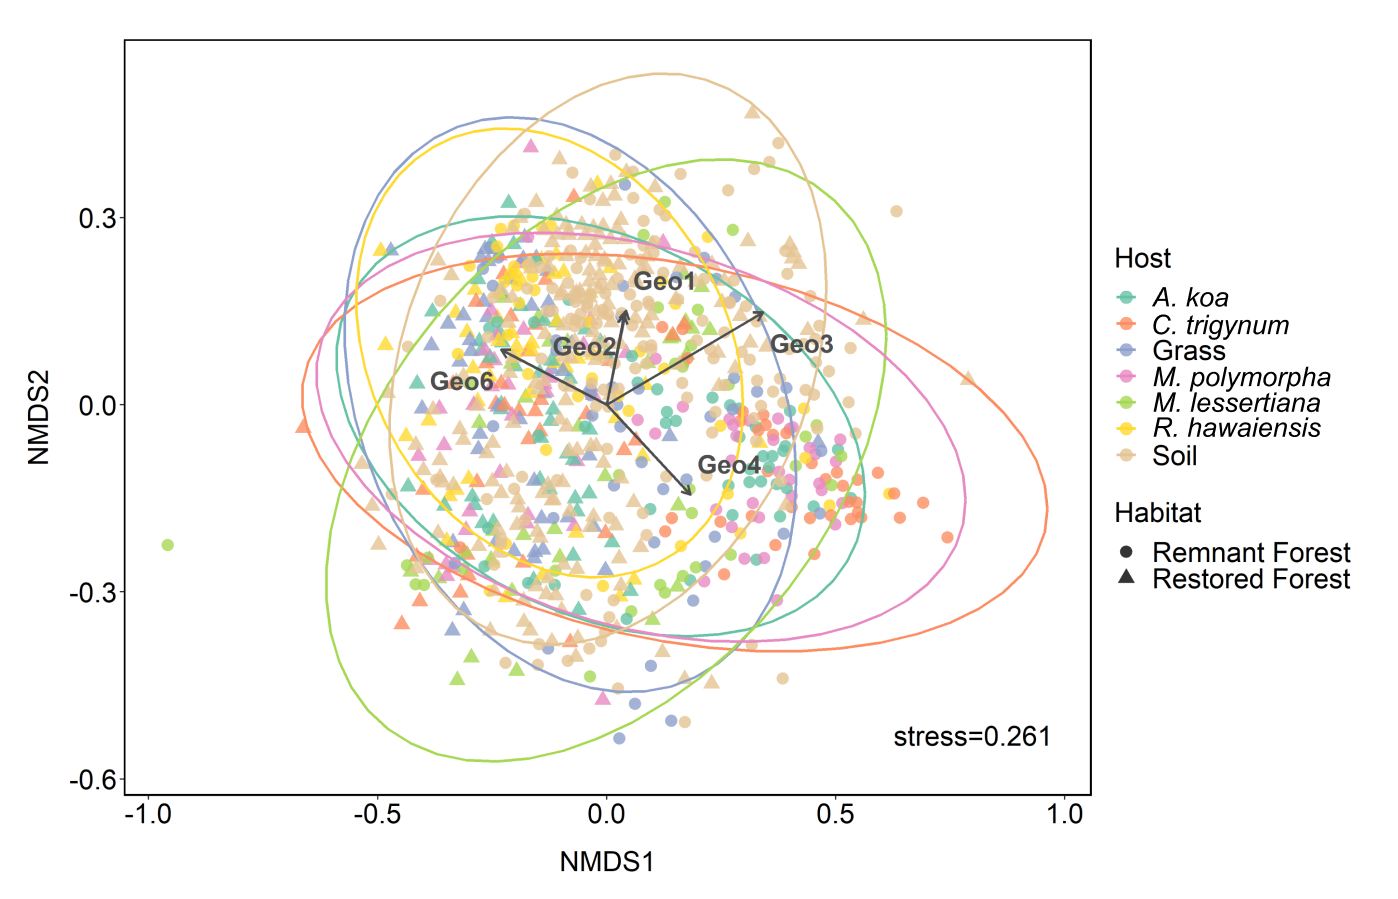 NMDS2
0.3
0.0
-0.3
-0.6
Geo1
Geo2
Geo3
Geo6
Geo4
stress=0.261
-1.0
-0.5
0.0
0.5
1.0
NMDS1
Host
A. koa
C. trigynum
Grass
M. polymorpha
M. lessertiana
R. hawaiensis
Soil
Habitat
Remnant Forest
Restored Forest